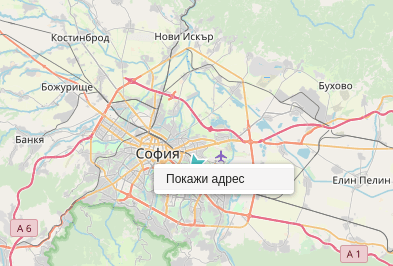 Костинброд
Нови Искър
Божурище
Бухово
Банкя
София
Покажи адрес
Елин Пелин
A 6
A 1